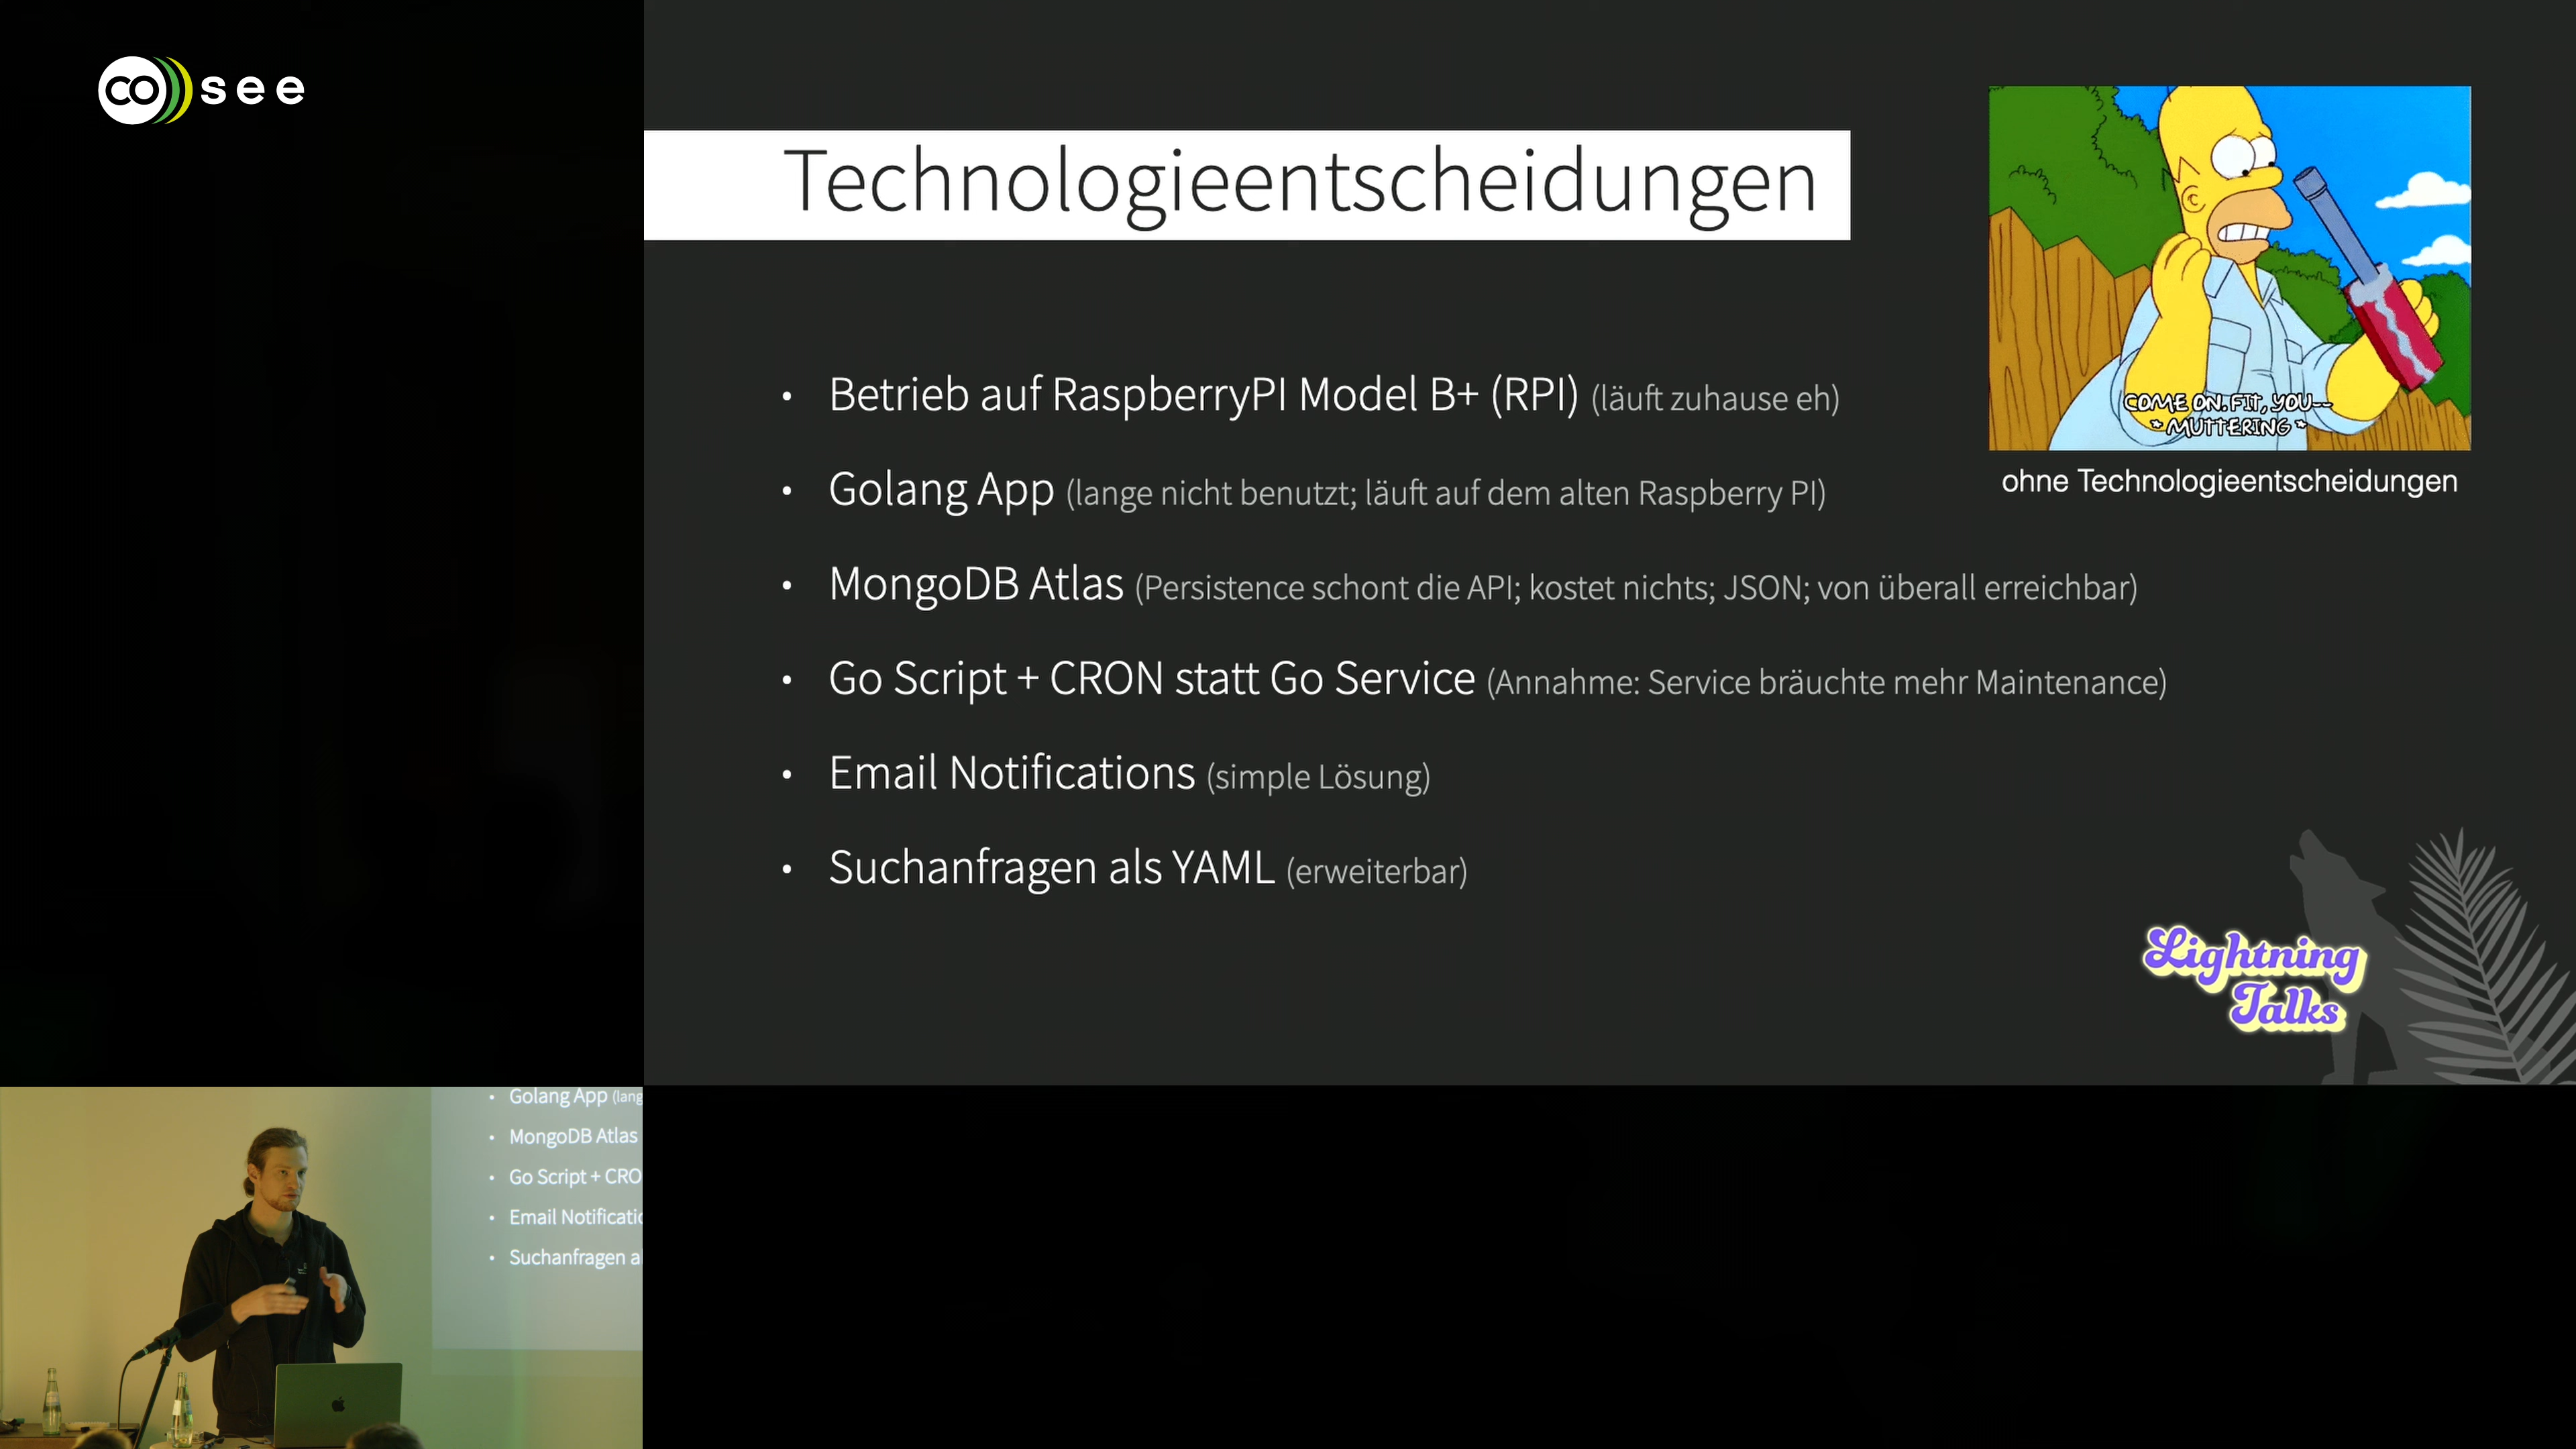 co see
Technologieentscheidungen
COME ON. FIT, YOU--
*MUTTERING*
ohne Technologieentscheidungen
• Betrieb auf RaspberryPI Model B+ (RPI) (läuft zuhause eh)
• Golang App (lange nicht benutzt; läuft auf dem alten Raspberry PI)
• MongoDB Atlas (Persistence schont die API; kostet nichts; JSON; von überall erreichbar)
• Go Script + CRON statt Go Service (Annahme: Service bräuchte mehr Maintenance)
• Email Notifications (simple Lösung)
• Suchanfragen als YAML (erweiterbar)
Lightning
Talks
• Golang App (lang
• MongoDB Atlas
• Go Script + CRO
• Email Notificatio
• Suchanfragen a